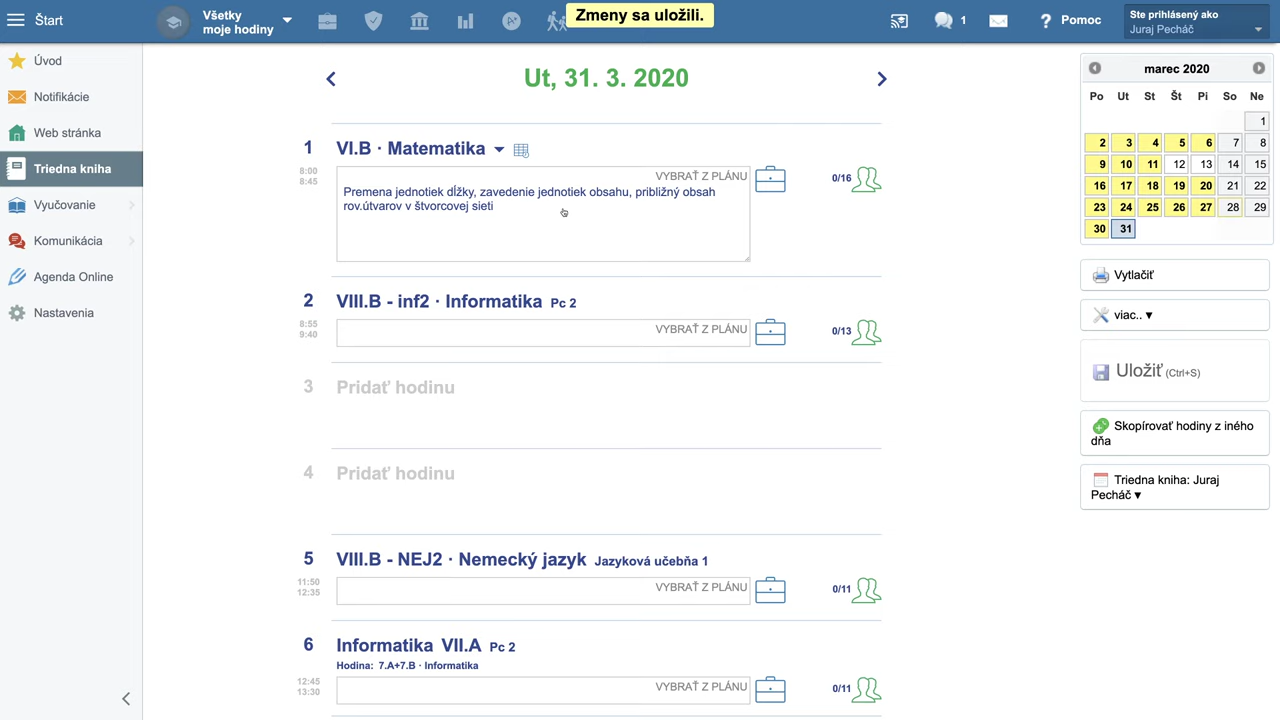 Štart
Všetky
moje hodiny
Zmeny sa uložili.
1
Pomoc
Ste prihlásený ako
Juraj Pecháč
Úvod
Notifikácie
Web stránka
Triedna kniha
Vyučovanie
Komunikácia
Agenda Online
Nastavenia
Ut, 31. 3. 2020
1 VI.B · Matematika
8:00
8:45
VYBRAŤ Z PLÁNU
Premena jednotiek dĺžky, zavedenie jednotiek obsahu, približný obsah
rov.útvarov v štvorcovej sieti
0/16
2 VIII.B - inf2 · Informatika Pc 2
8:55
9:40
VYBRAŤ Z PLÁNU
0/13
3 Pridať hodinu
4 Pridať hodinu
5 VIII.B - NEJ2 · Nemecký jazyk Jazyková učebňa 1
11:50
12:35
VYBRAŤ Z PLÁNU
0/11
6 Informatika VII.A Pc 2
Hodina: 7.A+7.B · Informatika
12:45
13:30
VYBRAŤ Z PLÁNU
0/11
marec 2020
Po Ut St Št Pi So Ne
1
2 3 4 5 6 7 8
9 10 11 12 13 14 15
16 17 18 19 20 21 22
23 24 25 26 27 28 29
30 31
Vytlačiť
viac.. ▾
Uložiť (Ctrl+S)
Skopírovať hodiny z iného
dňa
Triedna kniha: Juraj
Pecháč ▾